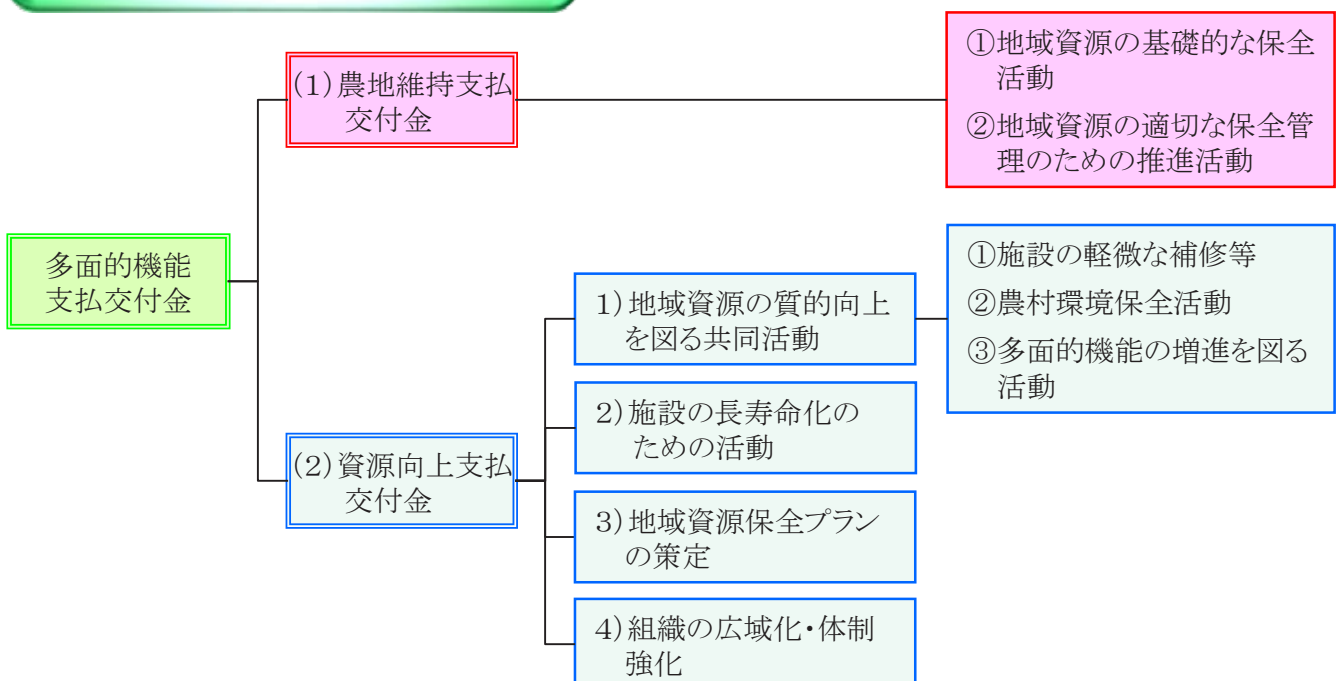 (1)農地維持支払
交付金
①地域資源の基礎的な保全
活動
②地域資源の適切な保全管
理のための推進活動
多面的機能
支払交付金
(2)資源向上支払
交付金
1)地域資源の質的向上
を図る共同活動
①施設の軽微な補修等
②農村環境保全活動
③多面的機能の増進を図る
活動
2)施設の長寿命化の
ための活動
3)地域資源保全プラン
の策定
4)組織の広域化・体制
強化